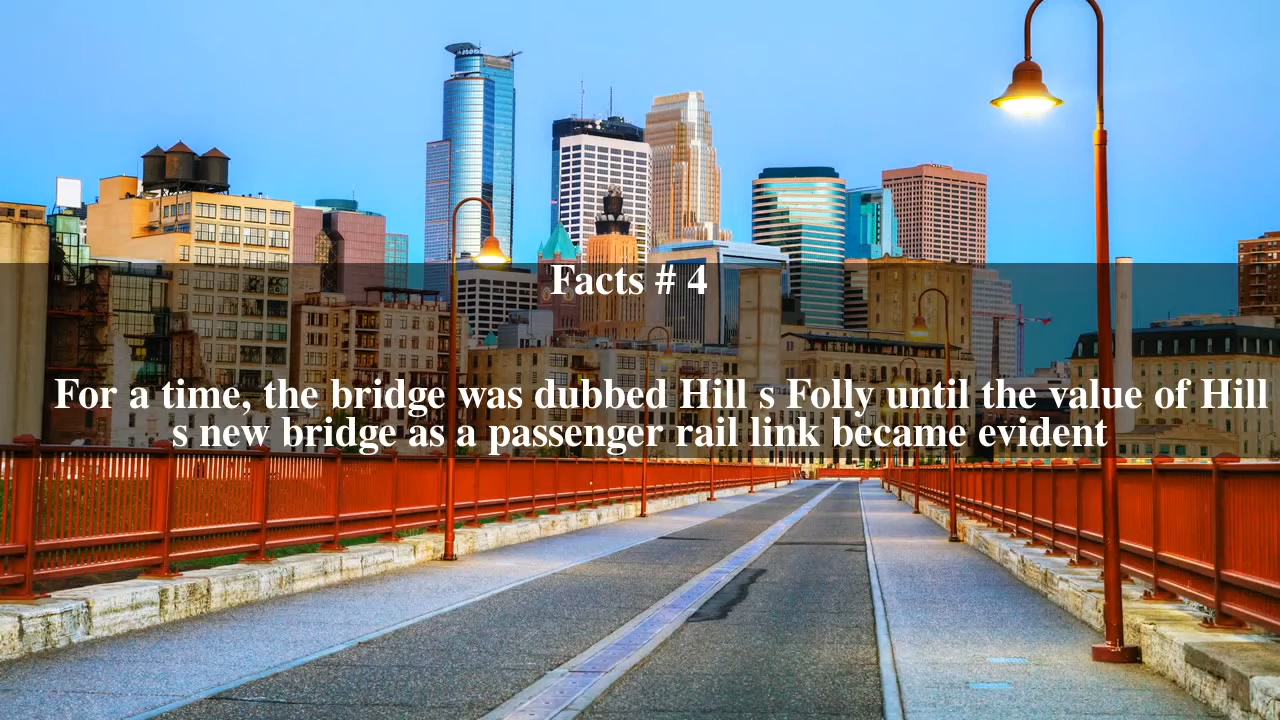 Facts # 4
For a time, the bridge was dubbed Hill s Folly until the value of Hill
s new bridge as a passenger rail link became evident